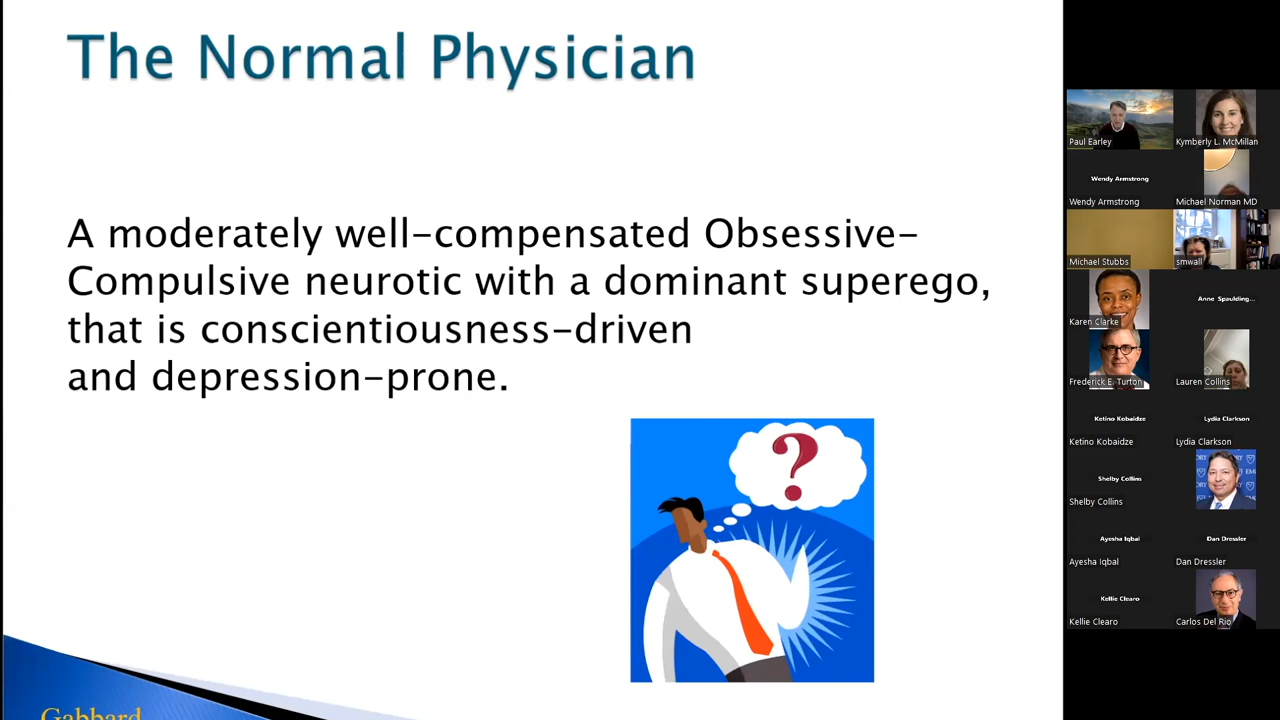 The Normal Physician
A moderately well-compensated Obsessive-
Compulsive neurotic with a dominant superego,
that is conscientiousness-driven
and depression-prone.
?
Gabbard
Paul Earley
Kymberly L. McMillan
Wendy Armstrong
Wendy Armstrong
Michael Norman MD
Michael Stubbs
smwall
Karen Clarke
Anne Spaulding...
Frederick E. Turton
Lauren Collins
Ketino Kobaidze
Lydia Clarkson
Ketino Kobaidze
Lydia Clarkson
Shelby Collins
Shelby Collins
Ayesha Iqbal
Dan Dressler
Ayesha Iqbal
Dan Dressler
Kellie Clearo
Kellie Clearo
Carlos Del Rio